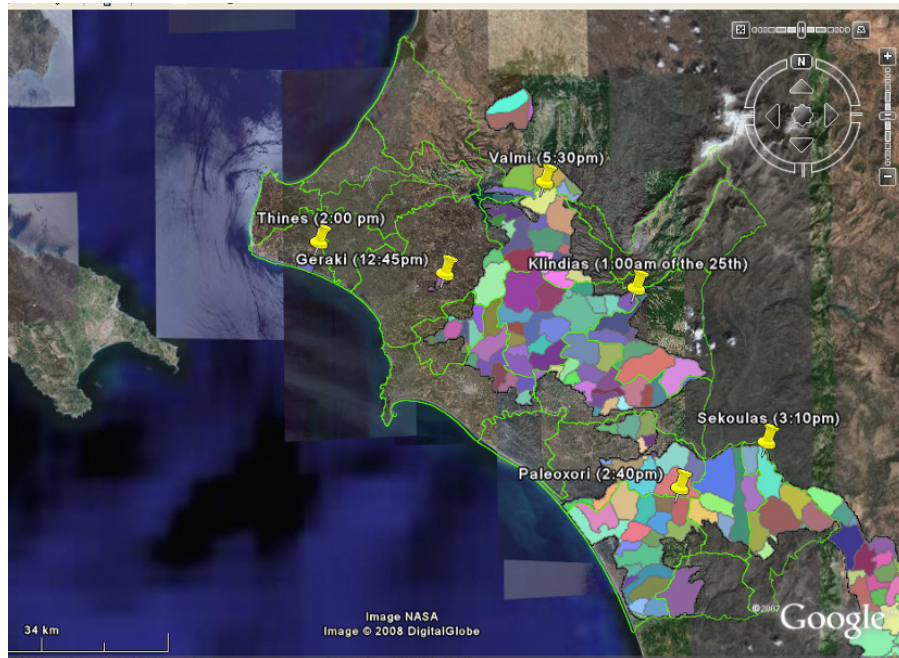 N
Valmi (5:30pm)
Thines (2:00 pm)
Geraki (12:45pm)
Klindias (1:00am of the 25th)
Sekoulas (3:10pm)
Paleoxori (2:40pm)
©2007 Google
Image NASA
Image © 2008 DigitalGlobe
34 km